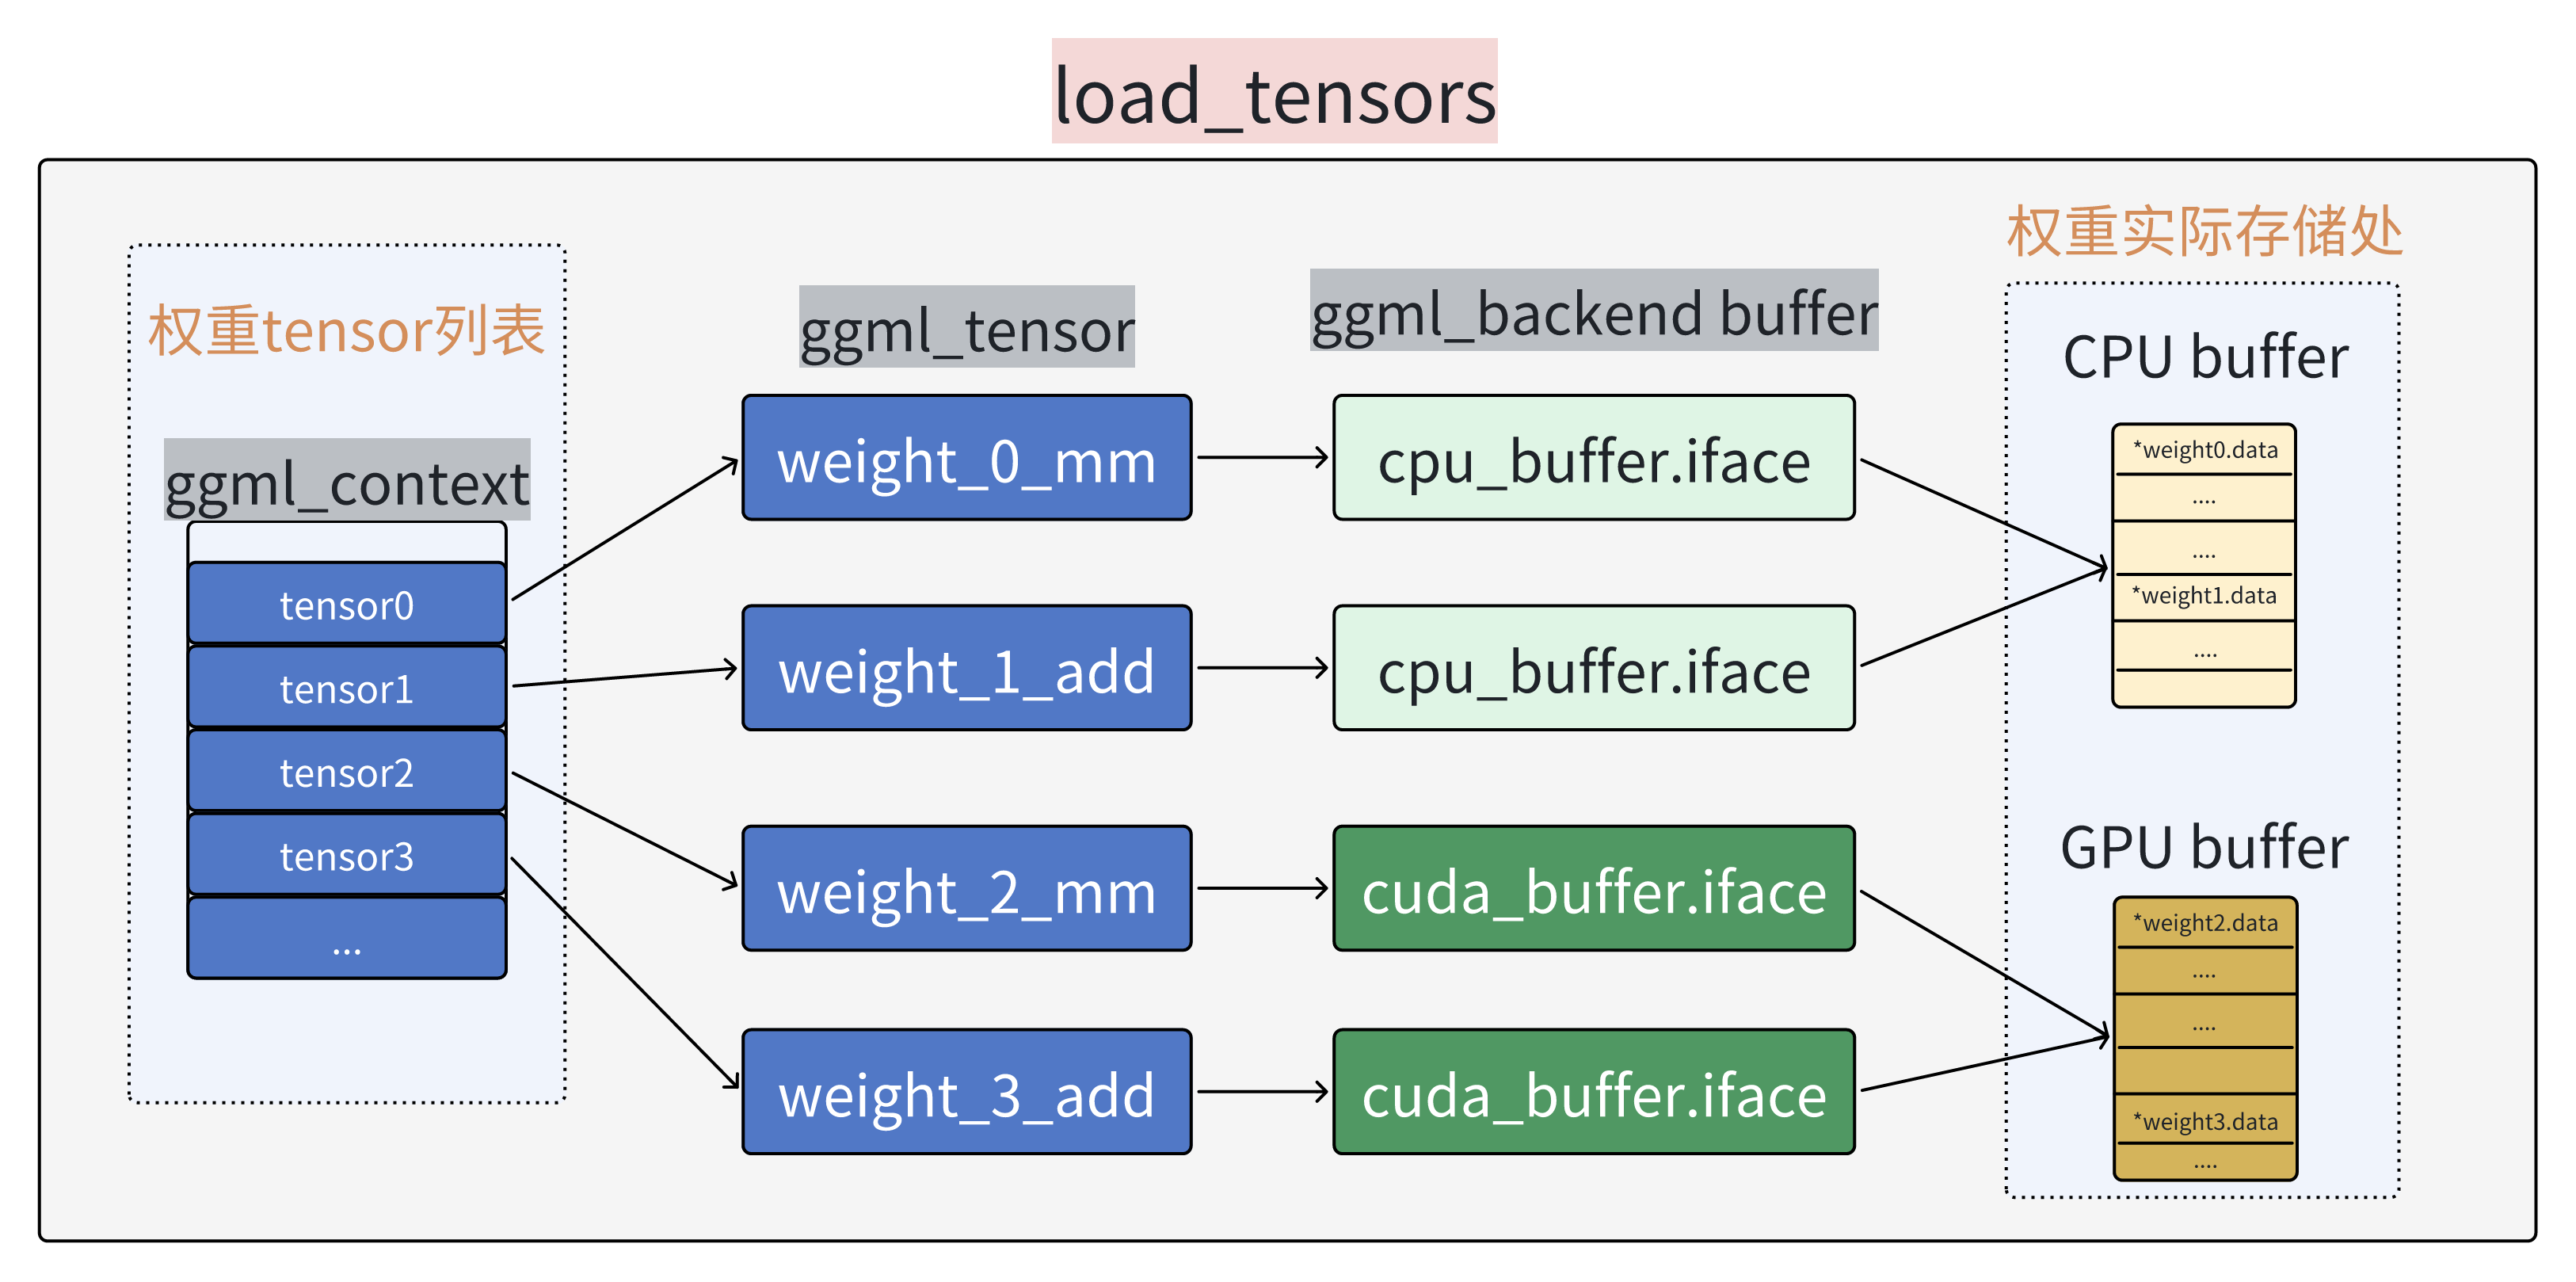 load_tensors
权重tensor列表
ggml_context
tensor0
tensor1
tensor2
tensor3
...
ggml_tensor
weight_0_mm
weight_1_add
weight_2_mm
weight_3_add
ggml_backend buffer
cpu_buffer.iface
cpu_buffer.iface
cuda_buffer.iface
cuda_buffer.iface
权重实际存储处
CPU buffer
*weight0.data
....
....
*weight1.data
....
GPU buffer
*weight2.data
....
....
*weight3.data
....